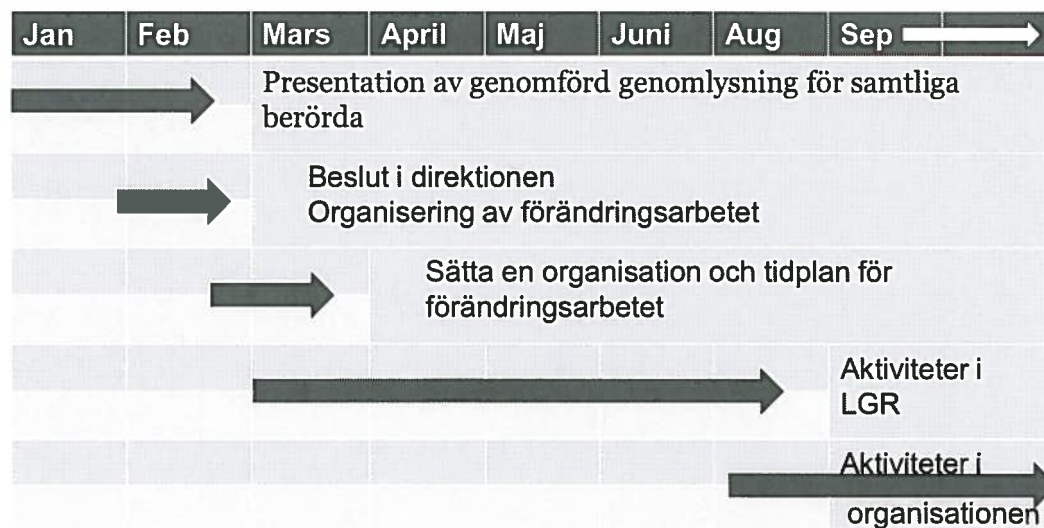 Jan Feb Mars April Maj Juni Aug Sep
Presentation av genomförd genomlysning för samtliga
berörda
Beslut i direktionen
Organisering av förändringsarbetet
Sätta en organisation och tidplan för
förändringsarbetet
Aktiviteter i
LGR
Aktiviteter i
organisationen